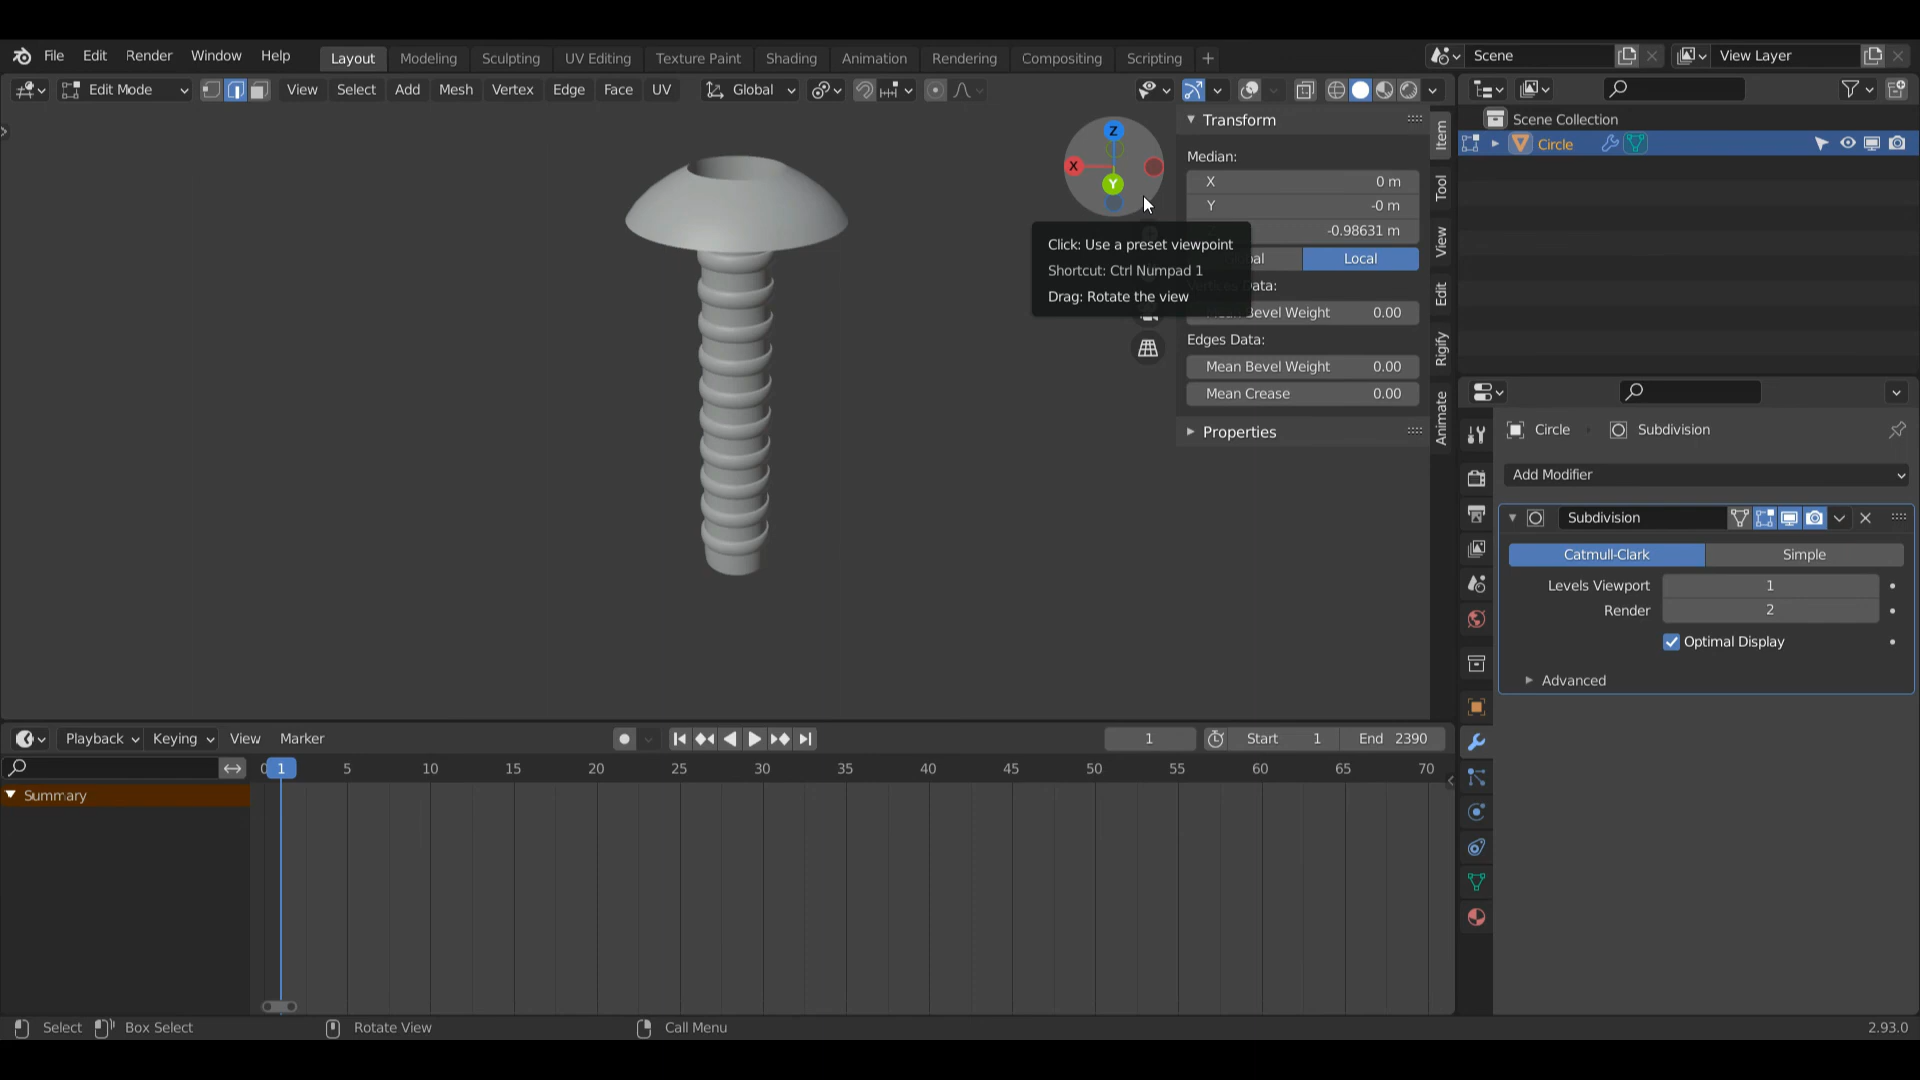 File Edit Render Window Help Layout Modeling Sculpting UV Editing Texture Paint Shading Animation Rendering Compositing Scripting + Scene View Layer
Edit Mode View Select Add Mesh Vertex Edge Face UV Global
Transform
Median:
X 0 m
Y -0 m
-0.98631 m
Local
Data:
Bevel Weight 0.00
Edges Data:
Mean Bevel Weight 0.00
Mean Crease 0.00
Properties
Z
X
Y
Click: Use a preset viewpoint
Shortcut: Ctrl Numpad 1
Drag: Rotate the view
Item
Tool
View
Edit
Rigify
Animate
Scene Collection
Circle
Circle Subdivision
Add Modifier
Subdivision
Catmull-Clark Simple
Levels Viewport 1
Render 2
Optimal Display
Advanced
Playback Keying View Marker 1 Start 1 End 2390
0 1 5 10 15 20 25 30 35 40 45 50 55 60 65 70
Summary
Select Box Select Rotate View Call Menu 2.93.0